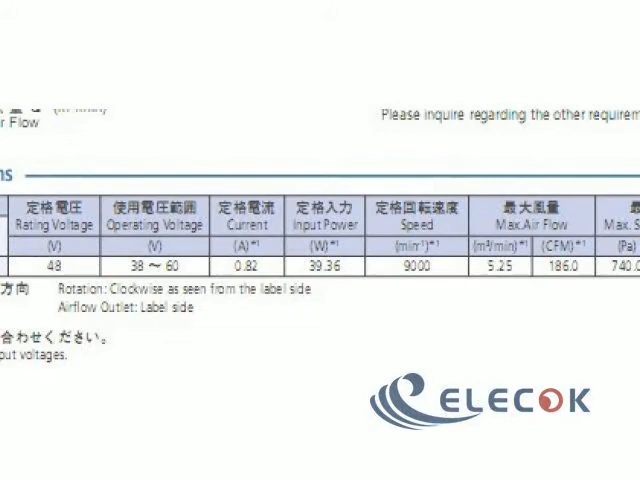 r Flow
Please inquire regarding the other
ns
定格電圧 使用電圧範囲 定格電流 定格入力 定格回転速度 最大風量
Rating Voltage Operating Voltage Current Input Power Speed Max.Air Flow Max. S
(V) (V) (A)*1 (W)*1 (min-1)*1 (m³/min)*1 (CFM)*1 (Pa)
48 38 ～ 60 0.82 39.36 9000 5.25 186.0 740.0
方向 Rotation: Clockwise as seen from the label side
Airflow Outlet: Label side
合わせください。
put voltages.
ELECOK